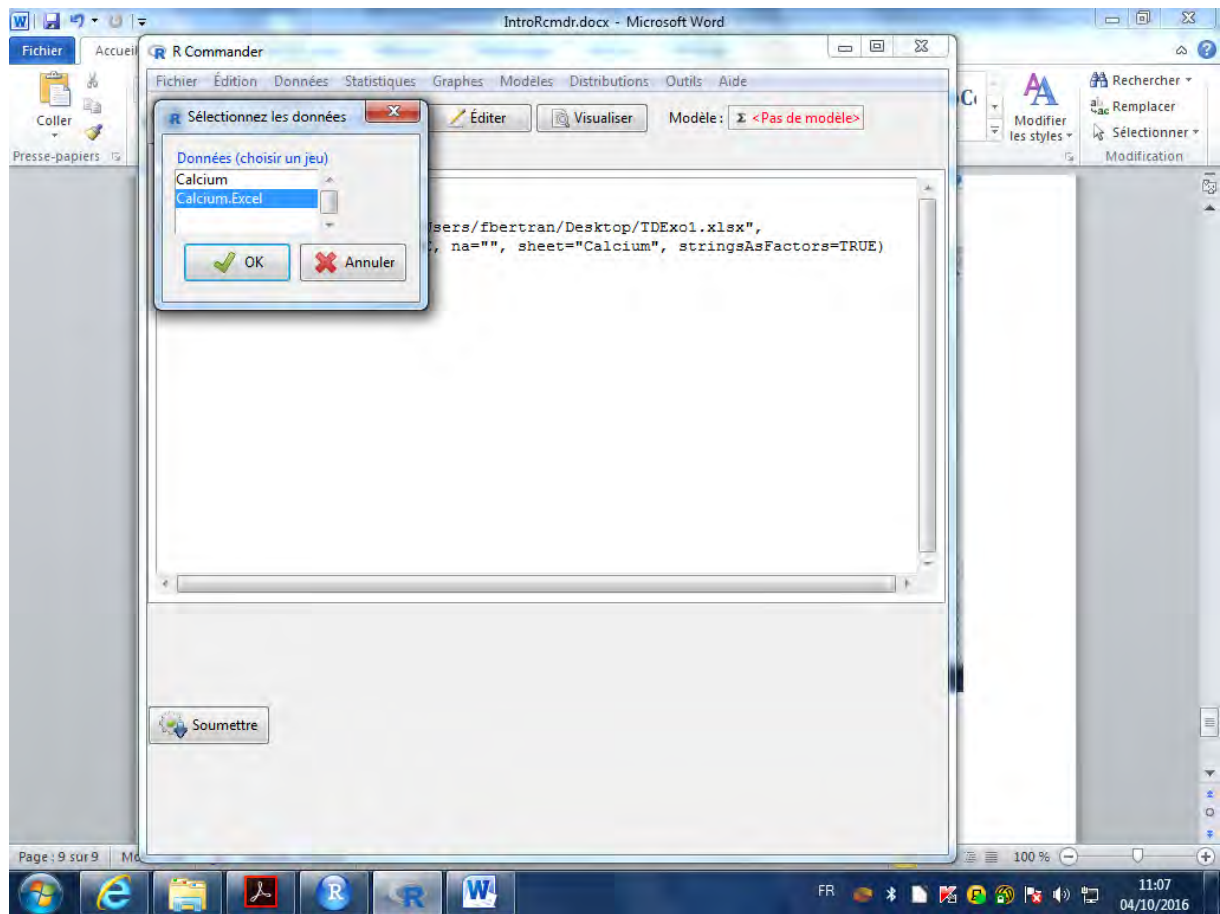 IntroRcmdr.docx - Microsoft Word
Fichier Accueil
Coller
Presse-papiers
Rechercher
Remplacer
Sélectionner
Modifier les styles
Modification
R Commander
Fichier Édition Données Statistiques Graphes Modèles Distributions Outils Aide
Éditer Visualiser Modèle : Σ <Pas de modèle>
Sélectionnez les données
Données (choisir un jeu)
Calcium
Calcium.Excel
OK Annuler
sers/fbertran/Desktop/TDExo1.xlsx",
, na="", sheet="Calcium", stringsAsFactors=TRUE)
Soumettre
Page : 9 sur 9
100 %
FR
11:07
04/10/2016